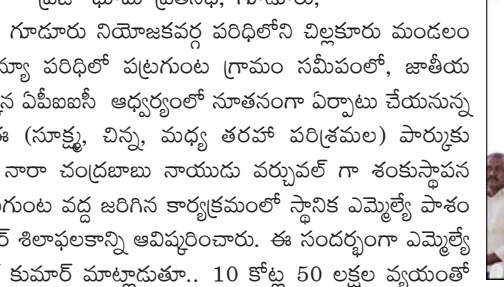 గూడూరు నియోజకవర్గ పరిధిలోని చిల్లకూరు మండలం
పరిధిలో పట్రగుంట గ్రామం సమీపంలో, జాతీయ
ఏపీఐఐసీ ఆధ్వర్యంలో నూతనంగా ఏర్పాటు చేయనున్న
(సూక్ష్మ, చిన్న, మధ్య తరహా పరిశ్రమల) పార్కుకు
నారా చంద్రబాబు నాయుడు వర్చువల్ గా శంకుస్థాపన
వద్ద జరిగిన కార్యక్రమంలో స్థానిక ఎమ్మెల్యే పాశం
శిలాఫలకాన్ని ఆవిష్కరించారు. ఈ సందర్భంగా ఎమ్మెల్యే
కుమార్ మాట్లాడుతూ.. 10 కోట్ల 50 లక్షల వ్యయంతో